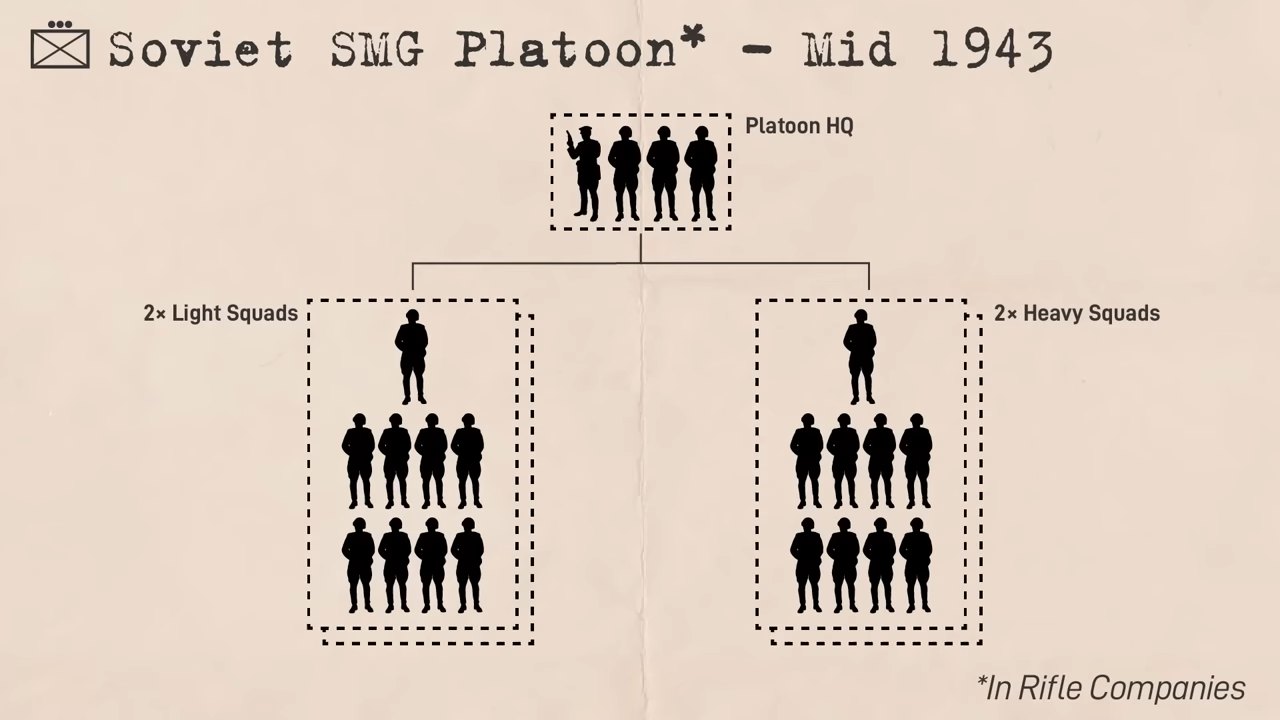 Soviet SMG Platoon* - Mid 1943
Platoon HQ
2× Light Squads
2× Heavy Squads
*In Rifle Companies